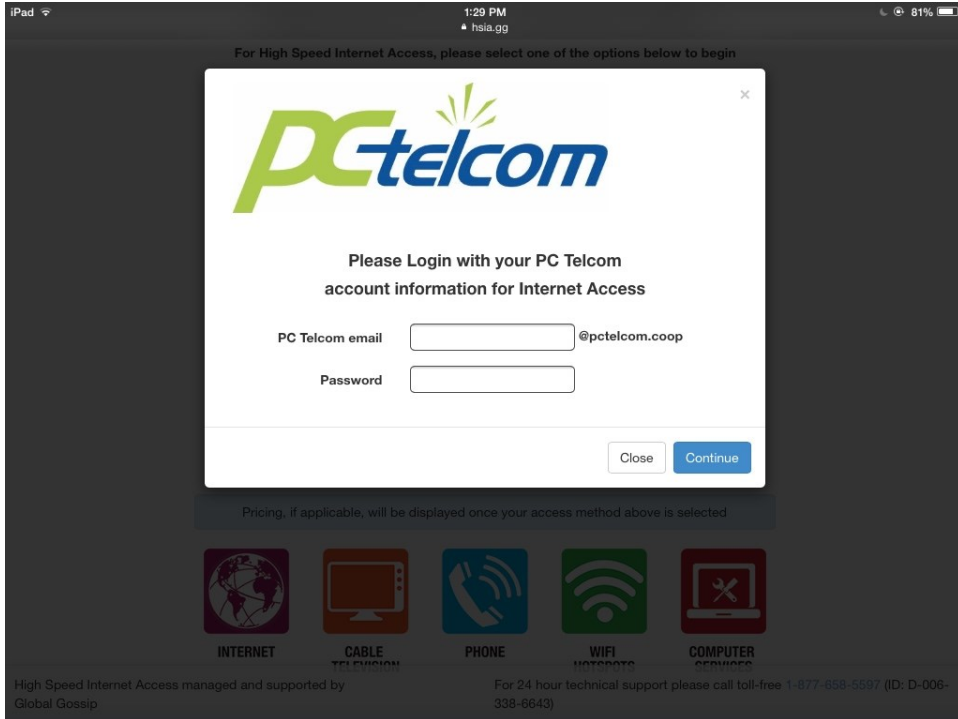 iPad
1:29 PM
81%
hsia.gg
For High Speed Internet Access, please select one of the options below to begin
×
PCtelcom
Please Login with your PC Telcom
account information for Internet Access
PC Telcom email
@pctelcom.coop
Password
Close
Continue
Pricing, if applicable, will be displayed once your access method above is selected
INTERNET
CABLE
TELEVISION
PHONE
WIFI
HOTSPOTS
COMPUTER
SERVICES
High Speed Internet Access managed and supported by
Global Gossip
For 24 hour technical support please call toll-free 1-877-658-5597 (ID: D-006-
338-6643)